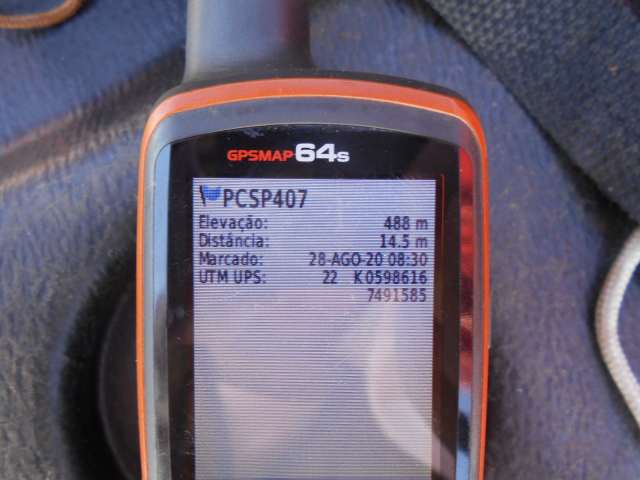 GPSMAP 64s
PCSP407
Elevação: 488 m
Distância: 14.5 m
Marcado: 28-AGO-20 08:30
UTM UPS: 22 K 0598616
7491585